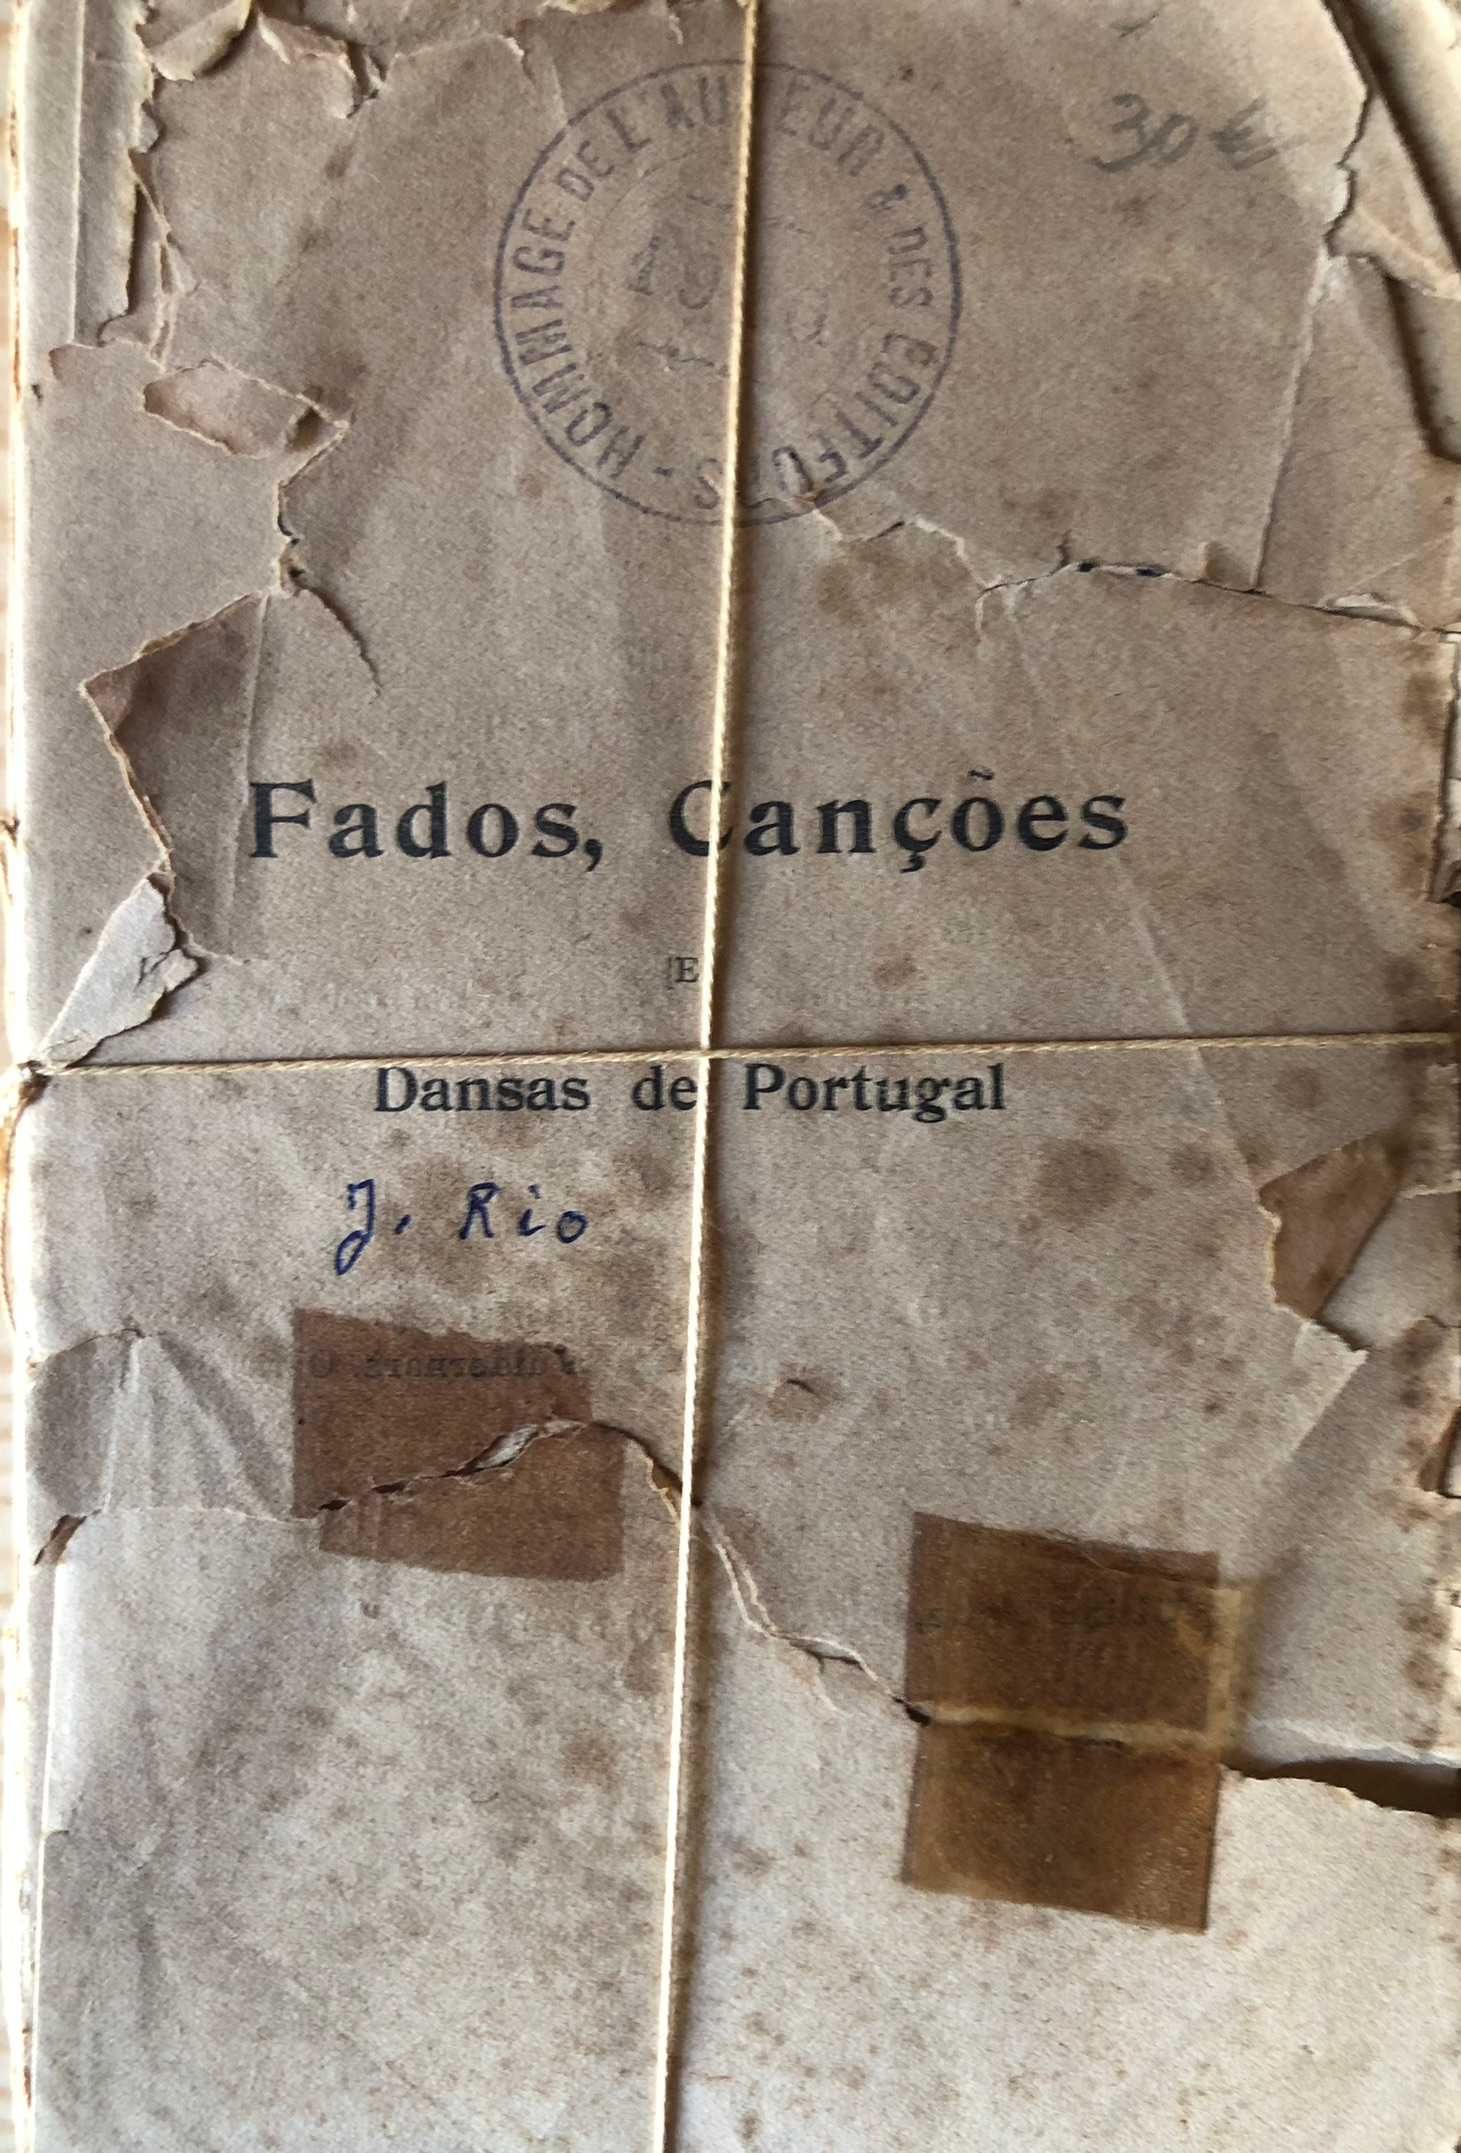 HOMMAGE DE L'AUTEUR & DES EDITEURS -
30 €
Fados, Canções
E
Dansas de Portugal
J. Rio